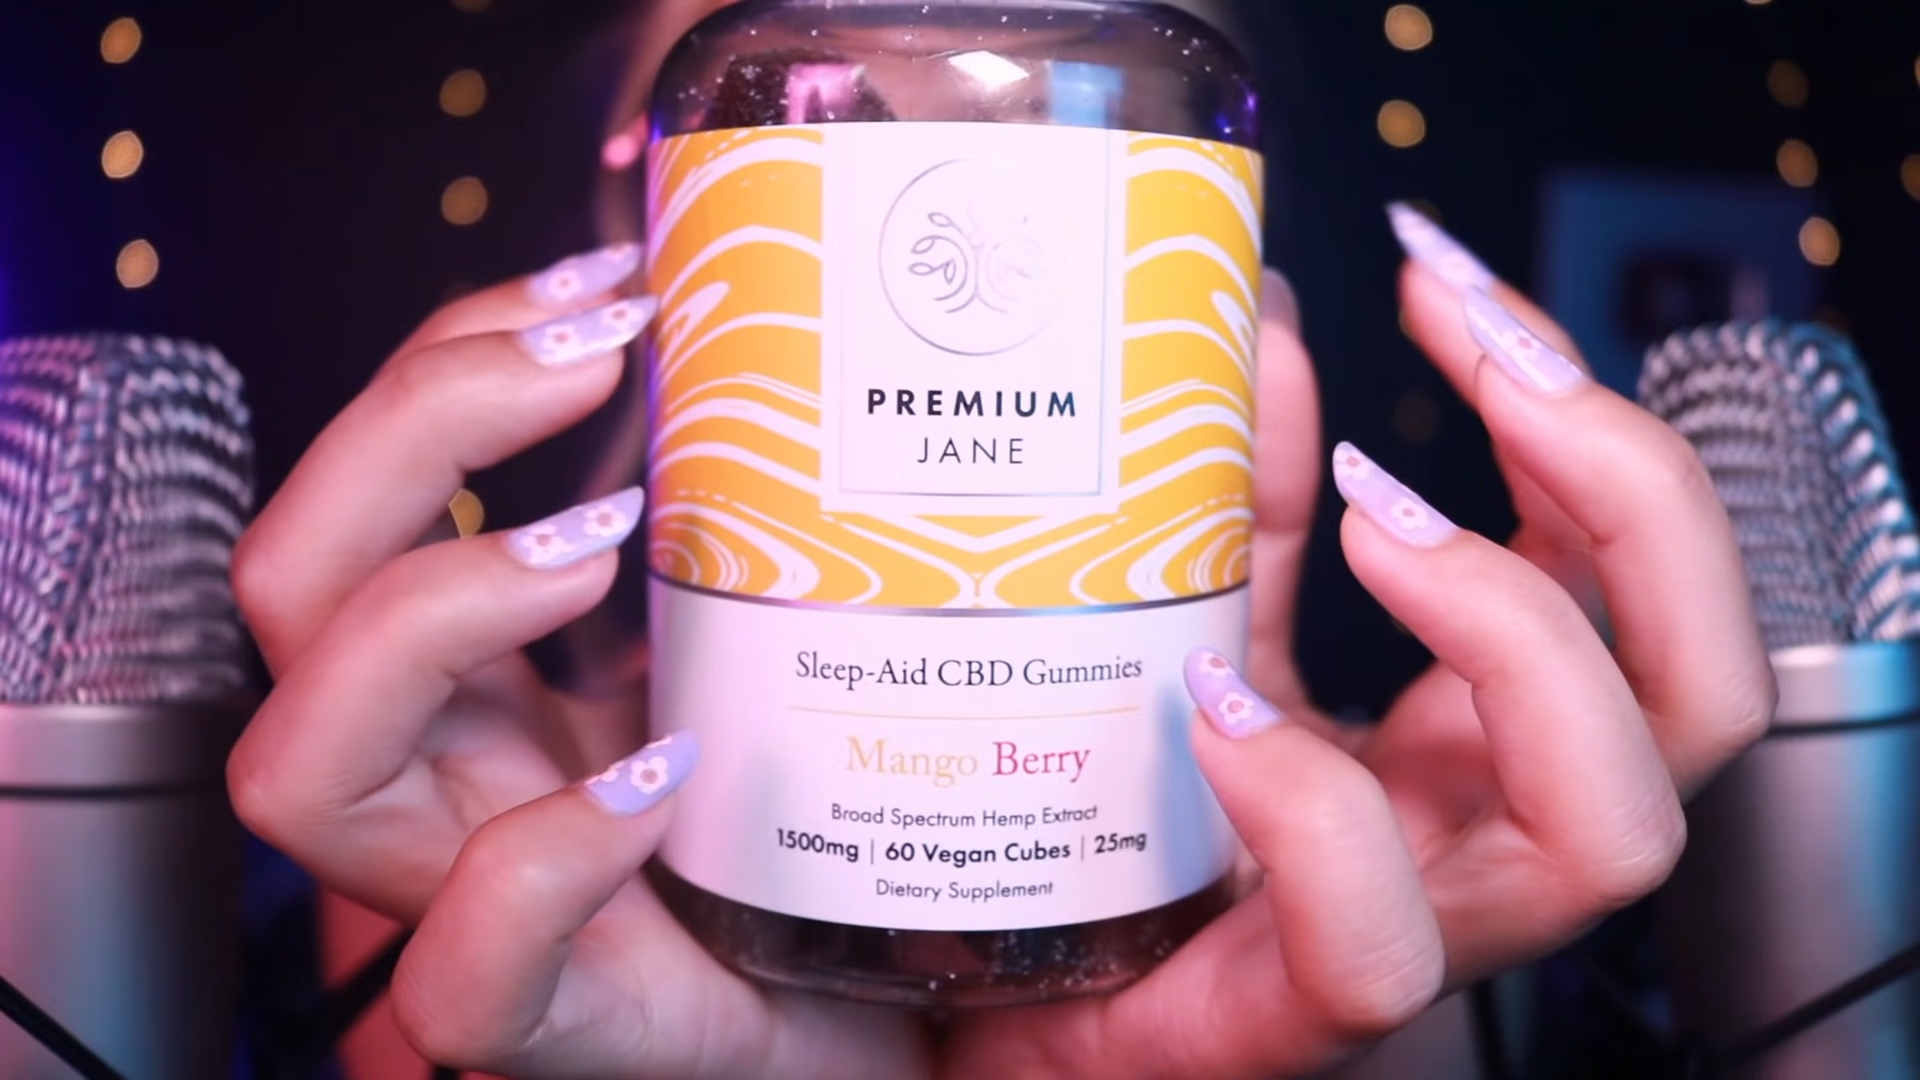 PREMIUM
JANE
Sleep-Aid CBD Gummies
Mango Berry
Broad Spectrum Hemp Extract
1500mg | 60 Vegan Cubes | 25mg
Dietary Supplement